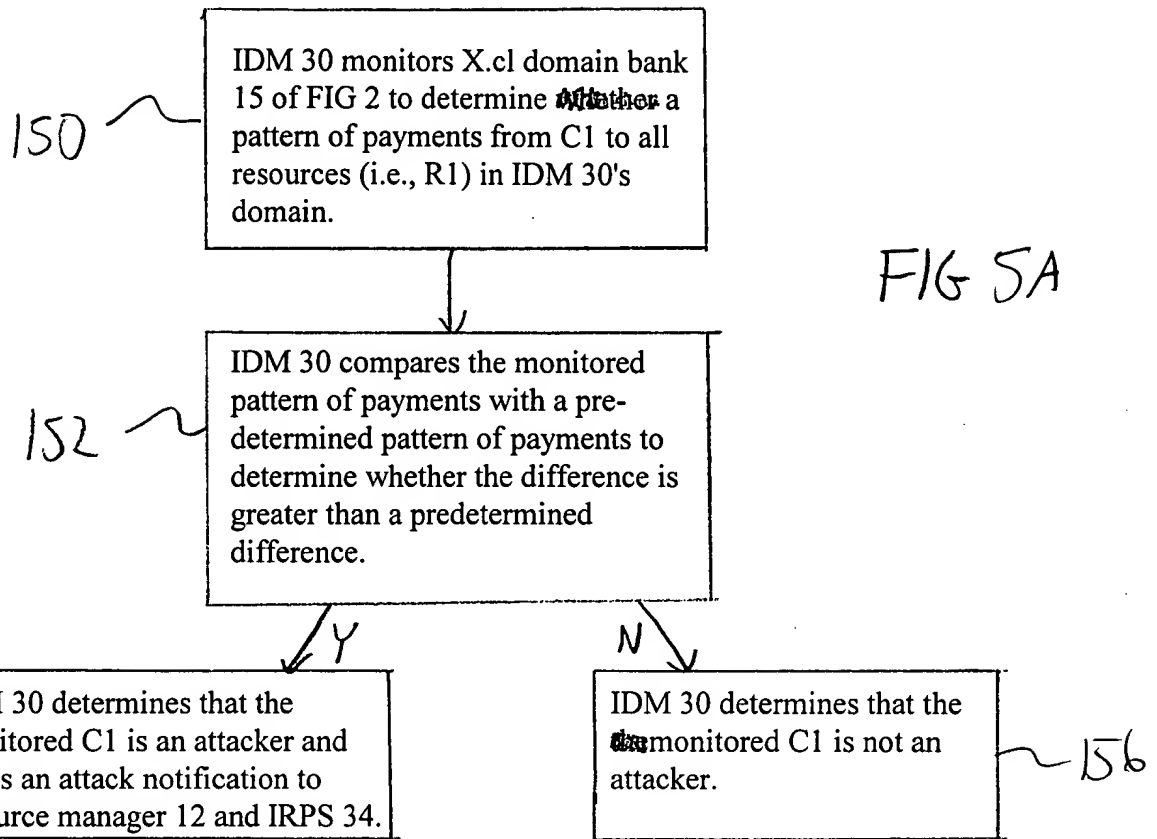 IDM 30 monitors X.cl domain bank
15 of FIG 2 to determine whether a
pattern of payments from C1 to all
resources (i.e., R1) in IDM 30's
domain.
150
FIG 5A
IDM 30 compares the monitored
pattern of payments with a pre-
determined pattern of payments to
determine whether the difference is
greater than a predetermined
difference.
152
Y
N
30 determines that the
itored C1 is an attacker and
s an attack notification to
urce manager 12 and IRPS 34.
IDM 30 determines that the
monitored C1 is not an
attacker.
156